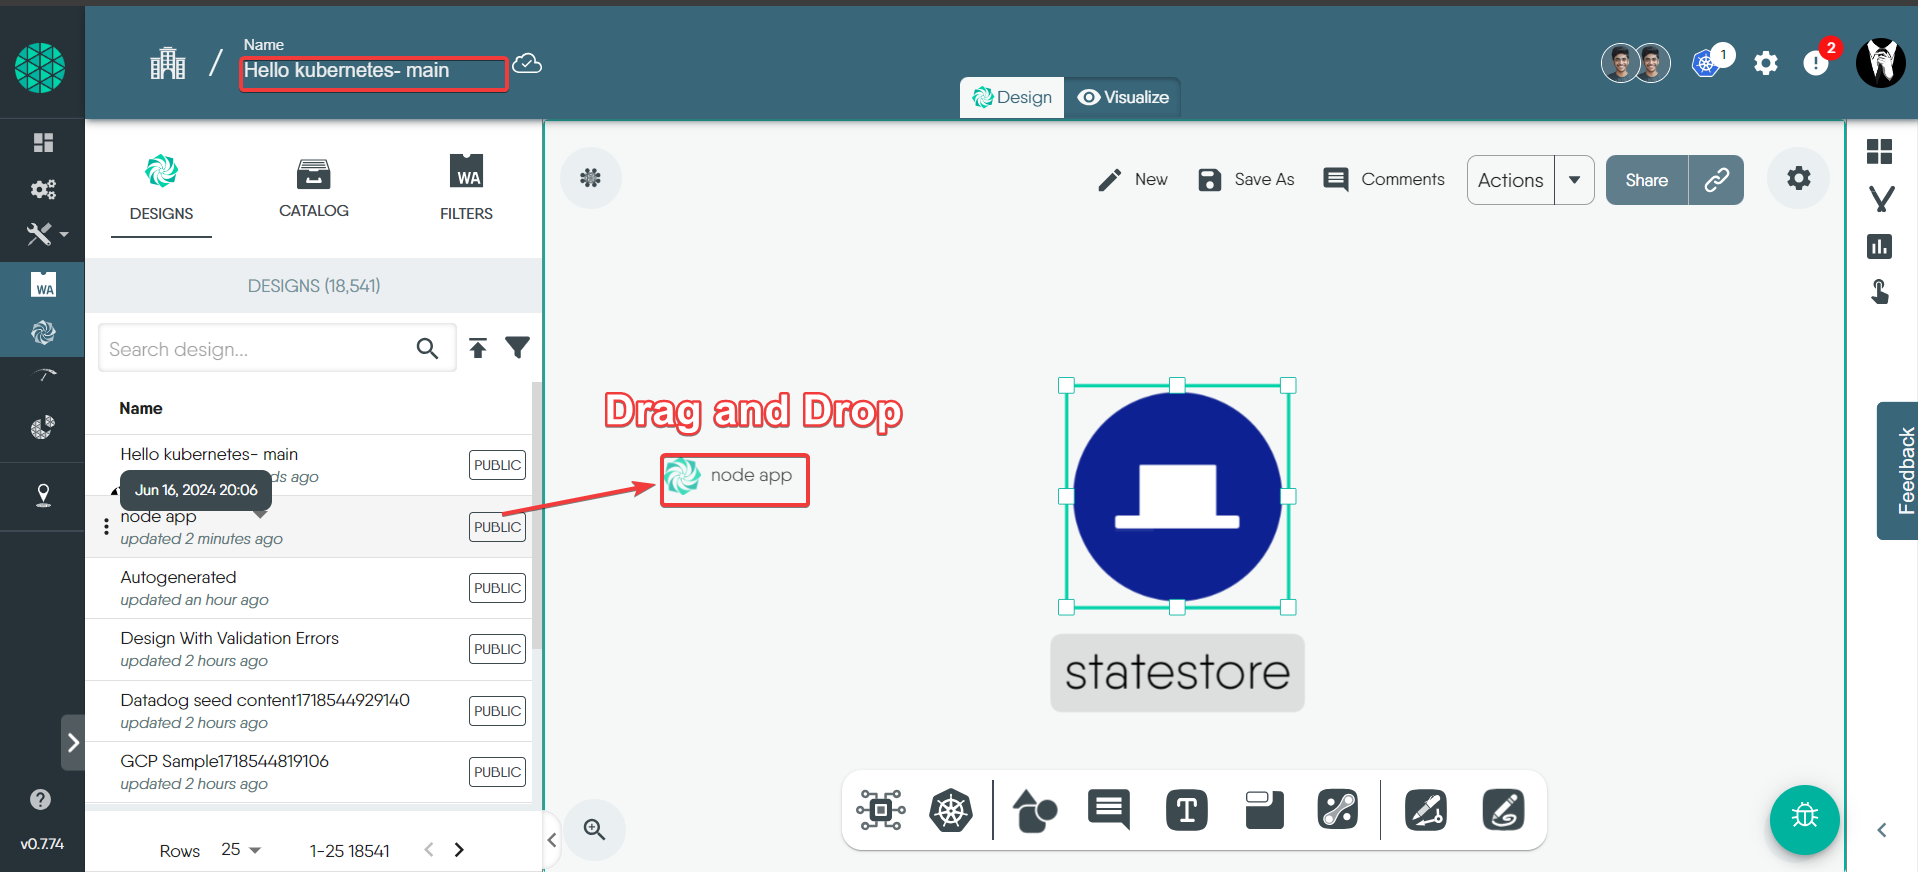 Name
Hello kubernetes- main
1
2
Design
Visualize
DESIGNS
CATALOG
WA
FILTERS
New
Save As
Comments
Actions
Share
WA
DESIGNS (18,541)
Search design...
Drag and Drop
node app
Name
Hello kubernetes- main
ds ago
PUBLIC
Jun 16, 2024 20:06
node app
updated 2 minutes ago
PUBLIC
Autogenerated
updated an hour ago
PUBLIC
Design With Validation Errors
updated 2 hours ago
PUBLIC
Datadog seed content1718544929140
updated 2 hours ago
PUBLIC
GCP Sample1718544819106
updated 2 hours ago
PUBLIC
statestore
Feedback
T
v0.7.74
Rows 25
1-25 18541